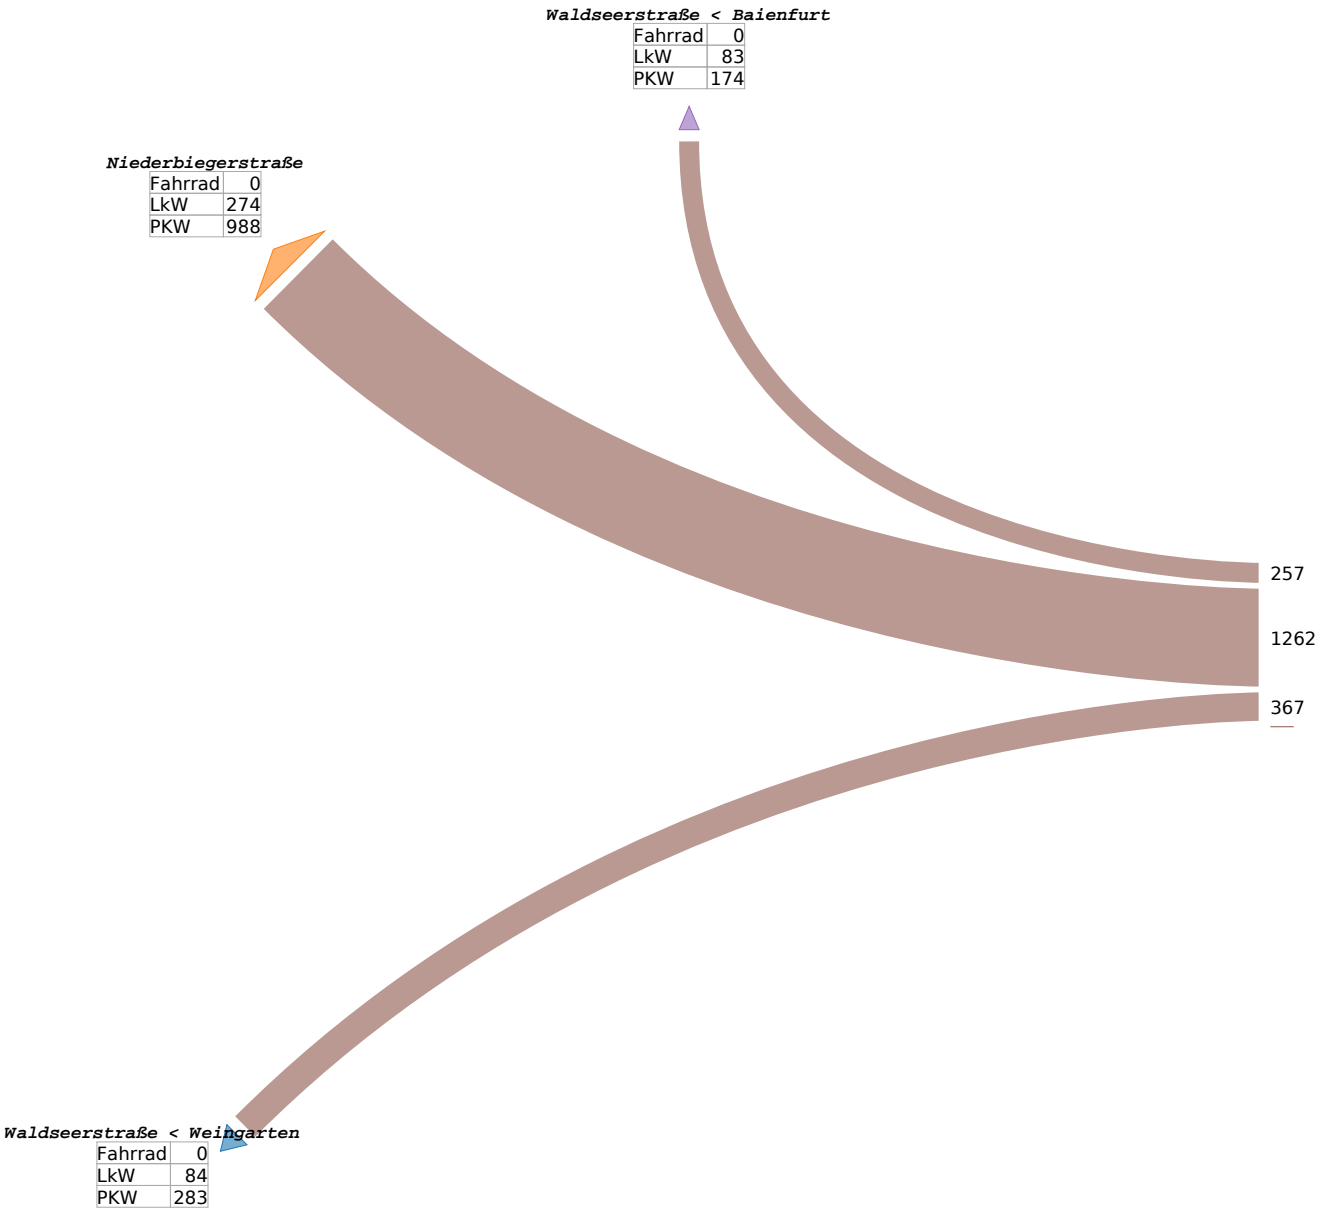 Waldseerstraße < Baienfurt
Fahrrad 0
LkW 83
PKW 174
Niederbiegerstraße
Fahrrad 0
LkW 274
PKW 988
257
1262
367
Waldseerstraße < Weingarten
Fahrrad 0
LkW 84
PKW 283